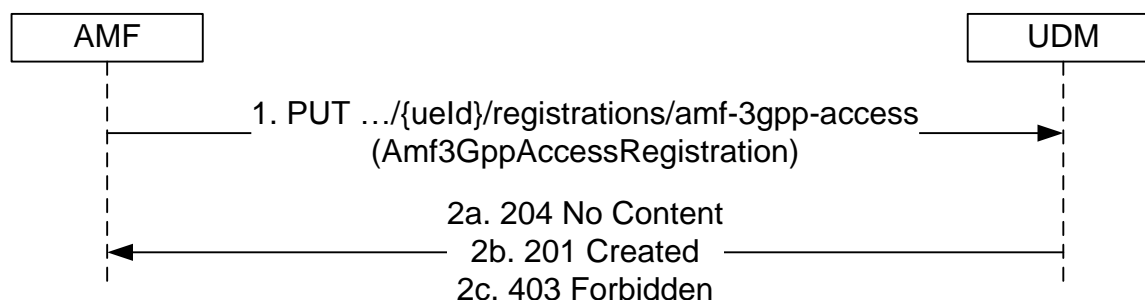 AMF
UDM
1. PUT …/{ueId}/registrations/amf-3gpp-access
(Amf3GppAccessRegistration)
2a. 204 No Content
2b. 201 Created
2c. 403 Forbidden